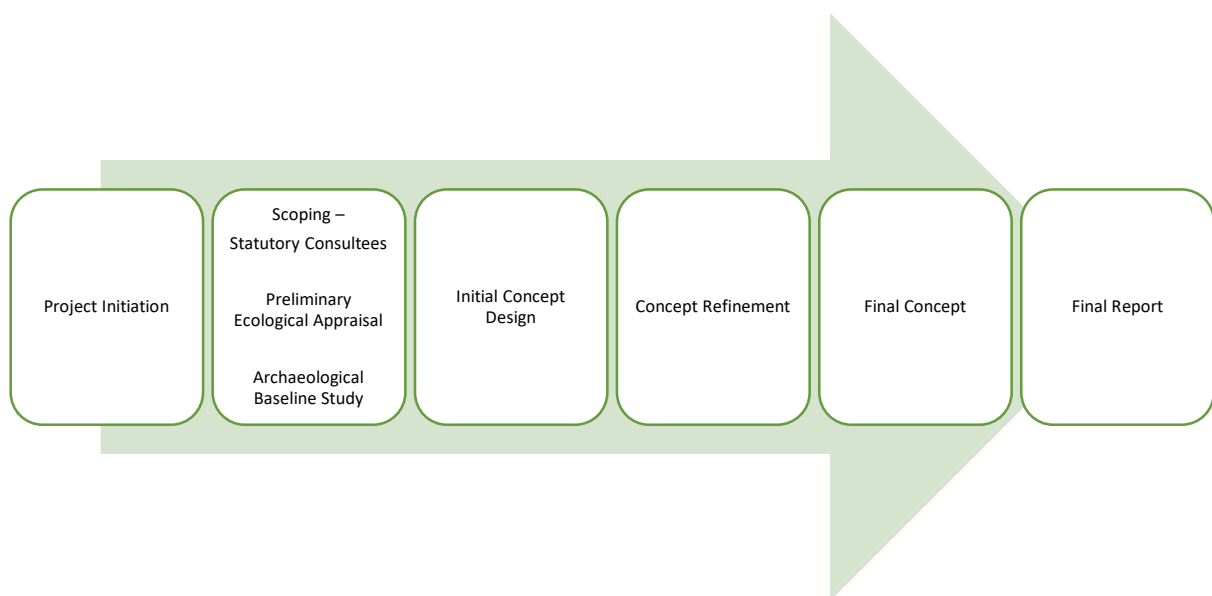 Project Initiation
Scoping –
Statutory Consultees
Preliminary
Ecological Appraisal
Archaeological
Baseline Study
Initial Concept
Design
Concept Refinement
Final Concept
Final Report